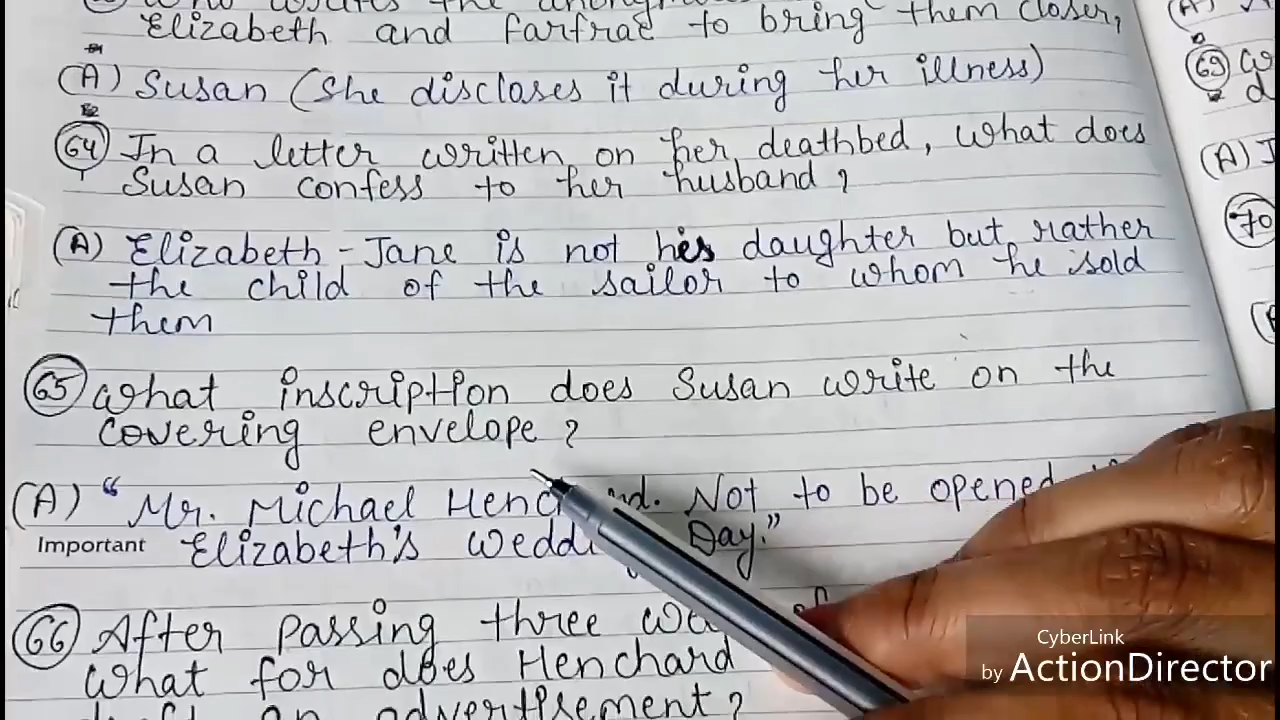 Elizabeth and Farfrae to bring them closer,
(A) Susan (She discloses it during her illness)
64 In a letter written on her deathbed, what does
Susan confess to her husband?
(A) Elizabeth-Jane is not his daughter but rather
the child of the sailor to whom he sold
them
65 What inscription does Susan write on the
covering envelope?
(A) "Mr. Michael Not to be opened
Important Elizabeth's Day."
66 After passing three
What for does Henchard
an advertisement?
(A)
69
(A)
70
CyberLink
by ActionDirector